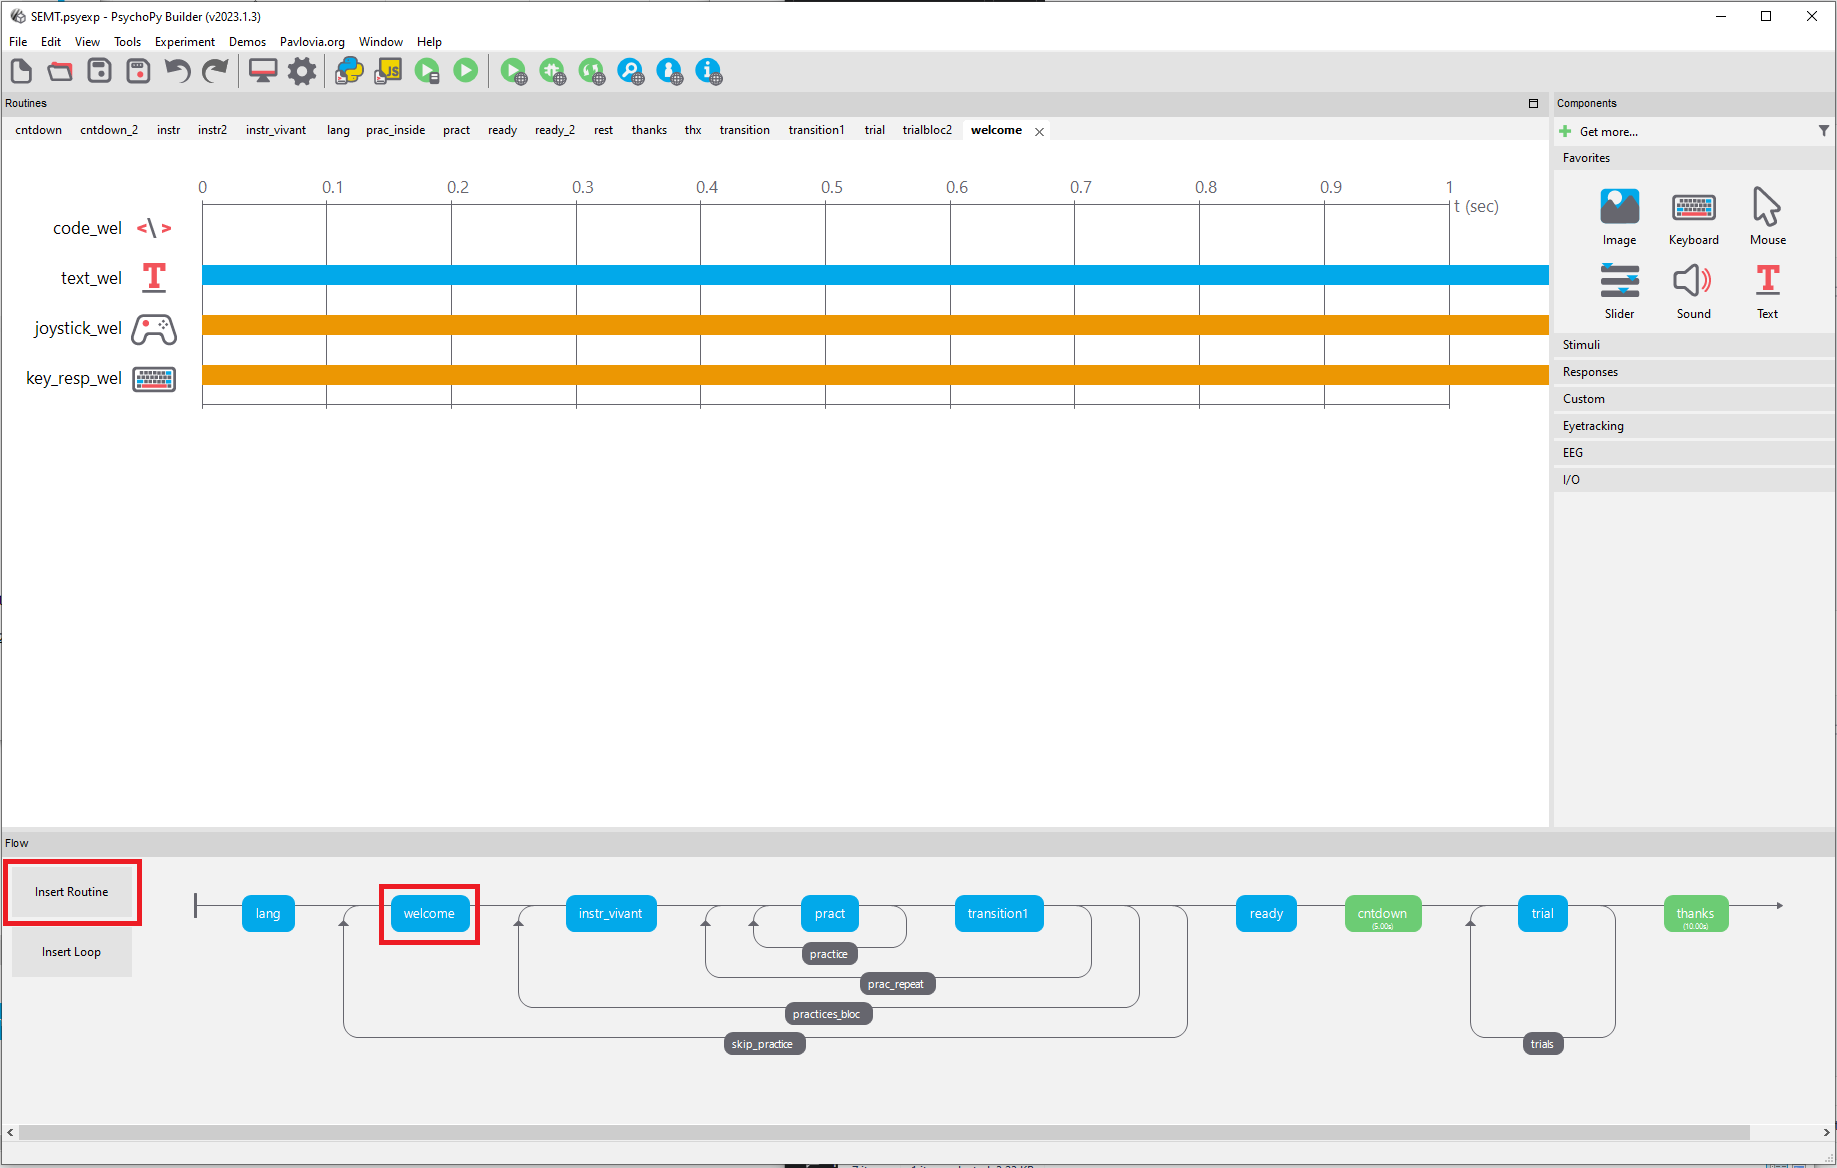 SEMT.psyexp - PsychoPy Builder (v2023.1.3)
File Edit View Tools Experiment Demos Pavlovia.org Window Help
JS
Routines
Components
cntdown cntdown_2 instr instr2 instr_vivant lang prac_inside pract ready ready_2 rest thanks thx transition transition1 trial trialbloc2 welcome
Get more...
Favorites
0 0.1 0.2 0.3 0.4 0.5 0.6 0.7 0.8 0.9 1
t (sec)
code_wel
text_wel
joystick_wel
key_resp_wel
Image Keyboard Mouse
Slider Sound Text
Stimuli
Responses
Custom
Eyetracking
EEG
I/O
Flow
Insert Routine
Insert Loop
lang welcome instr_vivant pract transition1 ready cntdown trial thanks
(5.00s) (10.00s)
practice
prac_repeat
practices_bloc
skip_practice
trials